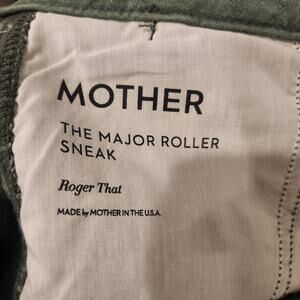 MOTHER
THE MAJOR ROLLER
SNEAK
Roger That
MADE by MOTHER IN THE U.S.A.